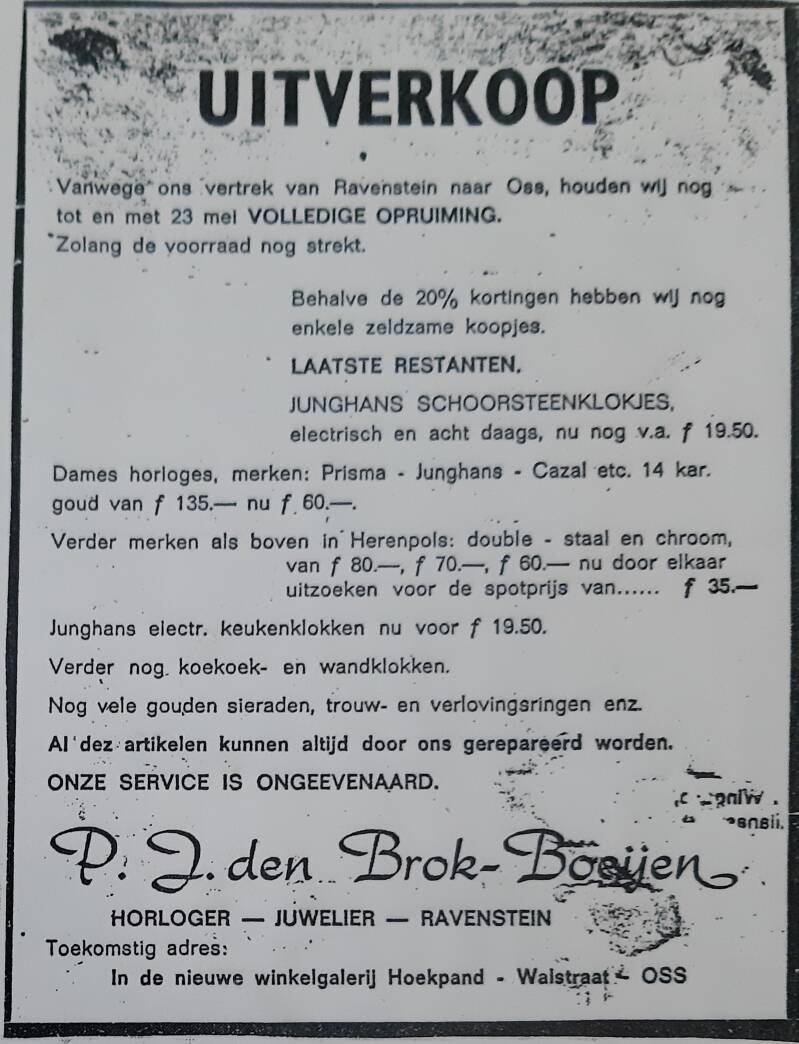 UITVERKOOP
Vanwege ons vertrek van Ravenstein naar Oss, houden wij nog
tot en met 23 mei VOLLEDIGE OPRUIMING.
Zolang de voorraad nog strekt.
Behalve de 20% kortingen hebben wij nog
enkele zeldzame koopjes.
LAATSTE RESTANTEN.
JUNGHANS SCHOORSTEENKLOKJES,
electrisch en acht daags, nu nog v.a. f 19.50.
Dames horloges, merken: Prisma - Junghans - Cazal etc. 14 kar.
goud van f 135.— nu f 60.—.
Verder merken als boven in Herenpols: double - staal en chroom,
van f 80.—, f 70.—, f 60.— nu door elkaar
uitzoeken voor de spotprijs van...... f 35.—
Junghans electr. keukenklokken nu voor f 19.50.
Verder nog koekoek- en wandklokken.
Nog vele gouden sieraden, trouw- en verlovingsringen enz.
Al dez artikelen kunnen altijd door ons gerepareerd worden.
ONZE SERVICE IS ONGEEVENAARD.
P. J. den Brok-Boeijen
HORLOGER — JUWELIER — RAVENSTEIN
Toekomstig adres:
In de nieuwe winkelgalerij Hoekpand - Walstraat - OSS